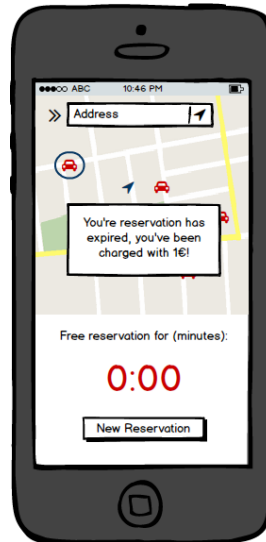 ABC 10:46 PM
Address
You're reservation has
expired, you've been
charged with 1€!
Free reservation for (minutes):
0:00
New Reservation